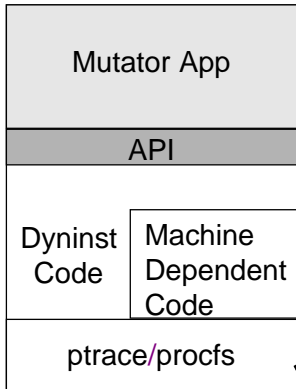 Mutator App
API
Dyninst
Code
Machine
Dependent
Code
ptrace/procfs